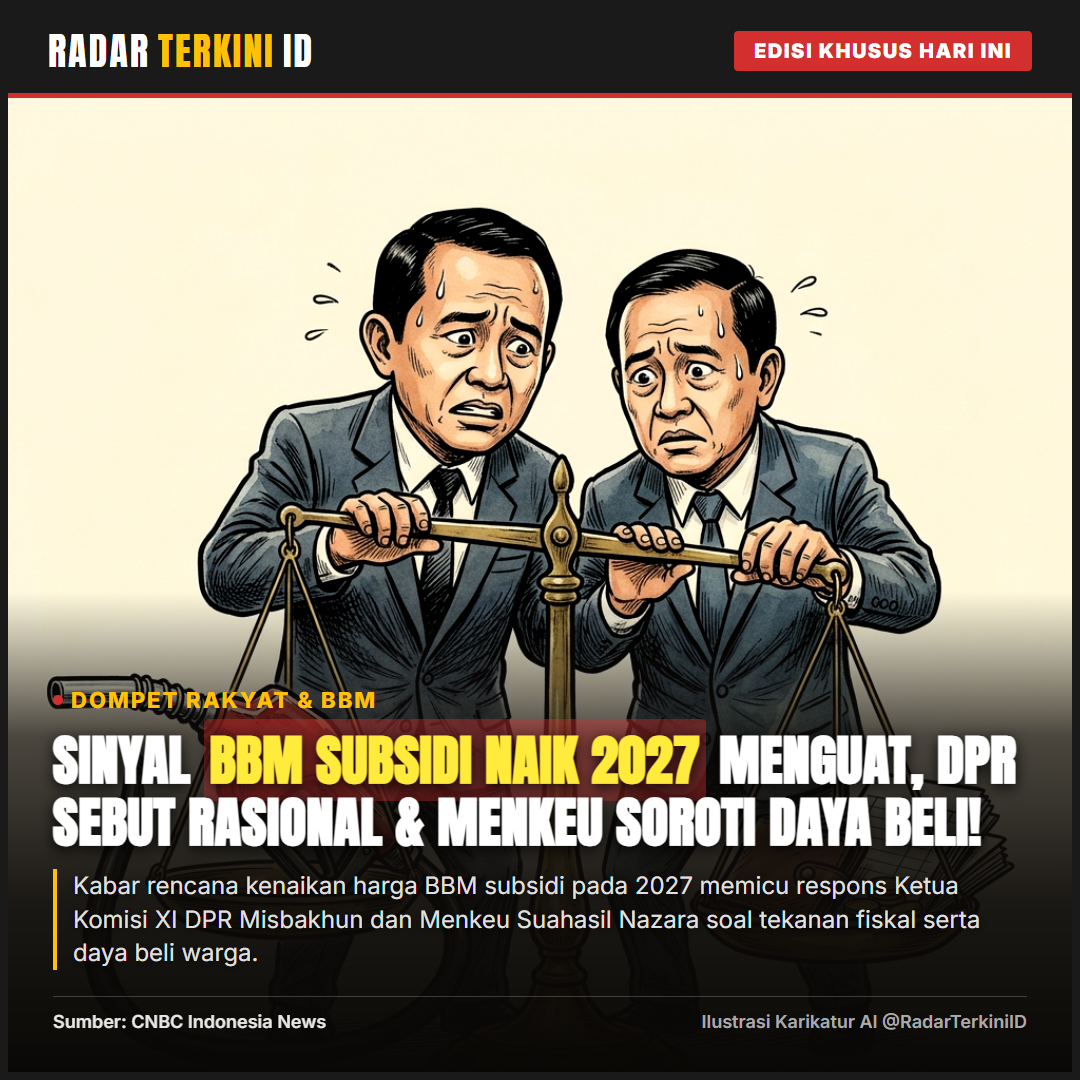 RADAR TERKINI ID
EDISI KHUSUS HARI INI
DOMPET RAKYAT & BBM
SINYAL BBM SUBSIDI NAIK 2027 MENGUAT, DPR
SEBUT RASIONAL & MENKEU SOROTI DAYA BELI!
Kabar rencana kenaikan harga BBM subsidi pada 2027 memicu respons Ketua
Komisi XI DPR Misbakhun dan Menkeu Suahasil Nazara soal tekanan fiskal serta
daya beli warga.
Sumber: CNBC Indonesia News
Ilustrasi Karikatur AI @RadarTerkiniID